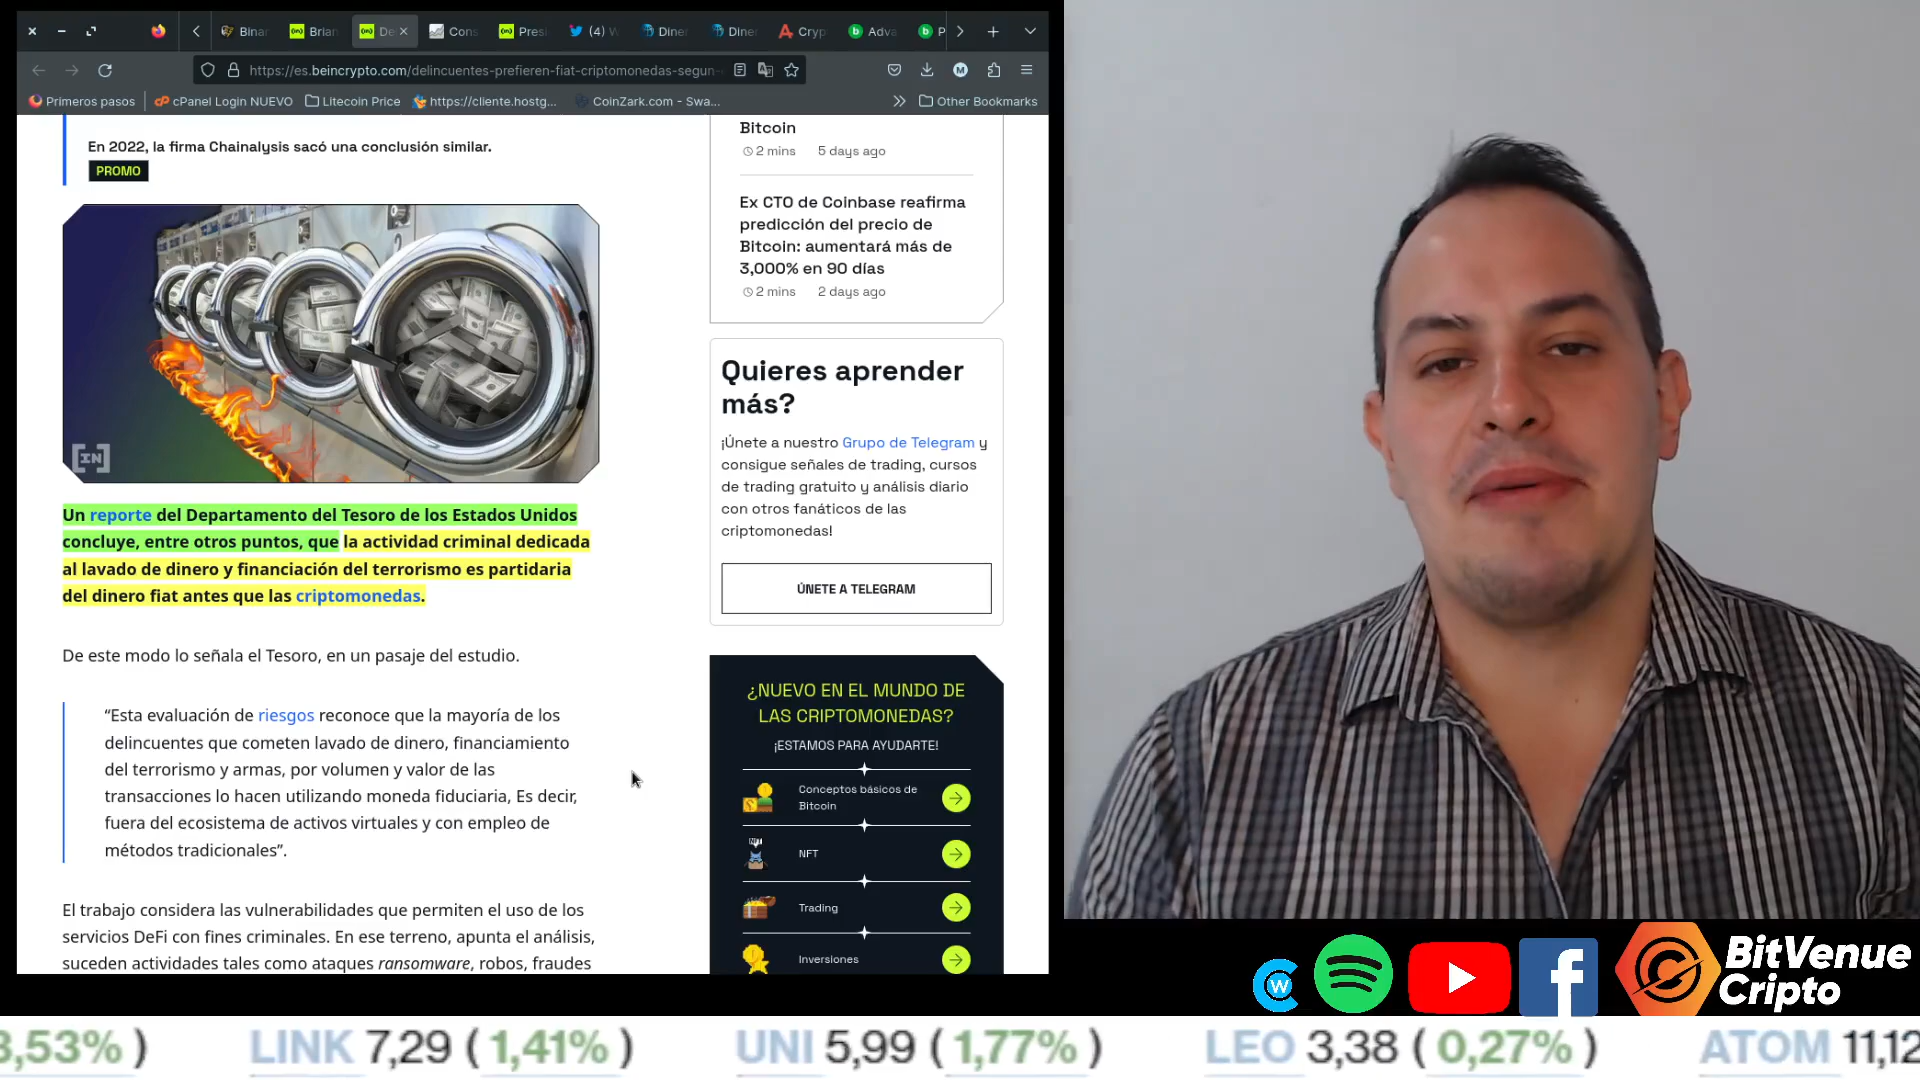 Binar
Brian
De
Cons
Presi
(4) W
Diner
Diner
Cryp
Adva
P
https://es.beincrypto.com/delincuentes-prefieren-fiat-criptomonedas-segun-
M
Primeros pasos
cPanel Login NUEVO
Litecoin Price
https://cliente.hostg...
CoinZark.com - Swa...
Other Bookmarks
En 2022, la firma Chainalysis sacó una conclusión similar.
PROMO
[IN]
Un reporte del Departamento del Tesoro de los Estados Unidos
concluye, entre otros puntos, que la actividad criminal dedicada
al lavado de dinero y financiación del terrorismo es partidaria
del dinero fiat antes que las criptomonedas.
De este modo lo señala el Tesoro, en un pasaje del estudio.
“Esta evaluación de riesgos reconoce que la mayoría de los
delincuentes que cometen lavado de dinero, financiamiento
del terrorismo y armas, por volumen y valor de las
transacciones lo hacen utilizando moneda fiduciaria, Es decir,
fuera del ecosistema de activos virtuales y con empleo de
métodos tradicionales”.
El trabajo considera las vulnerabilidades que permiten el uso de los
servicios DeFi con fines criminales. En ese terreno, apunta el análisis,
suceden actividades tales como ataques ransomware, robos, fraudes
Bitcoin
2 mins 5 days ago
Ex CTO de Coinbase reafirma
predicción del precio de
Bitcoin: aumentará más de
3,000% en 90 días
2 mins 2 days ago
Quieres aprender
más?
¡Únete a nuestro Grupo de Telegram y
consigue señales de trading, cursos
de trading gratuito y análisis diario
con otros fanáticos de las
criptomonedas!
ÚNETE A TELEGRAM
¿NUEVO EN EL MUNDO DE
LAS CRIPTOMONEDAS?
¡ESTAMOS PARA AYUDARTE!
Conceptos básicos de
Bitcoin
NFT
Trading
Inversiones
BitVenue
Cripto
3,53% ) LINK 7,29 ( 1,41% ) UNI 5,99 ( 1,77% ) LEO 3,38 ( 0,27% ) ATOM 11,12